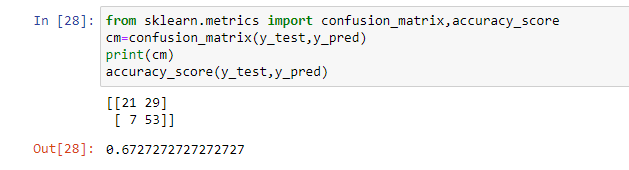 In [28]: from sklearn.metrics import confusion_matrix,accuracy_score
cm=confusion_matrix(y_test,y_pred)
print(cm)
accuracy_score(y_test,y_pred)
[[21 29]
[ 7 53]]
Out[28]: 0.6727272727272727